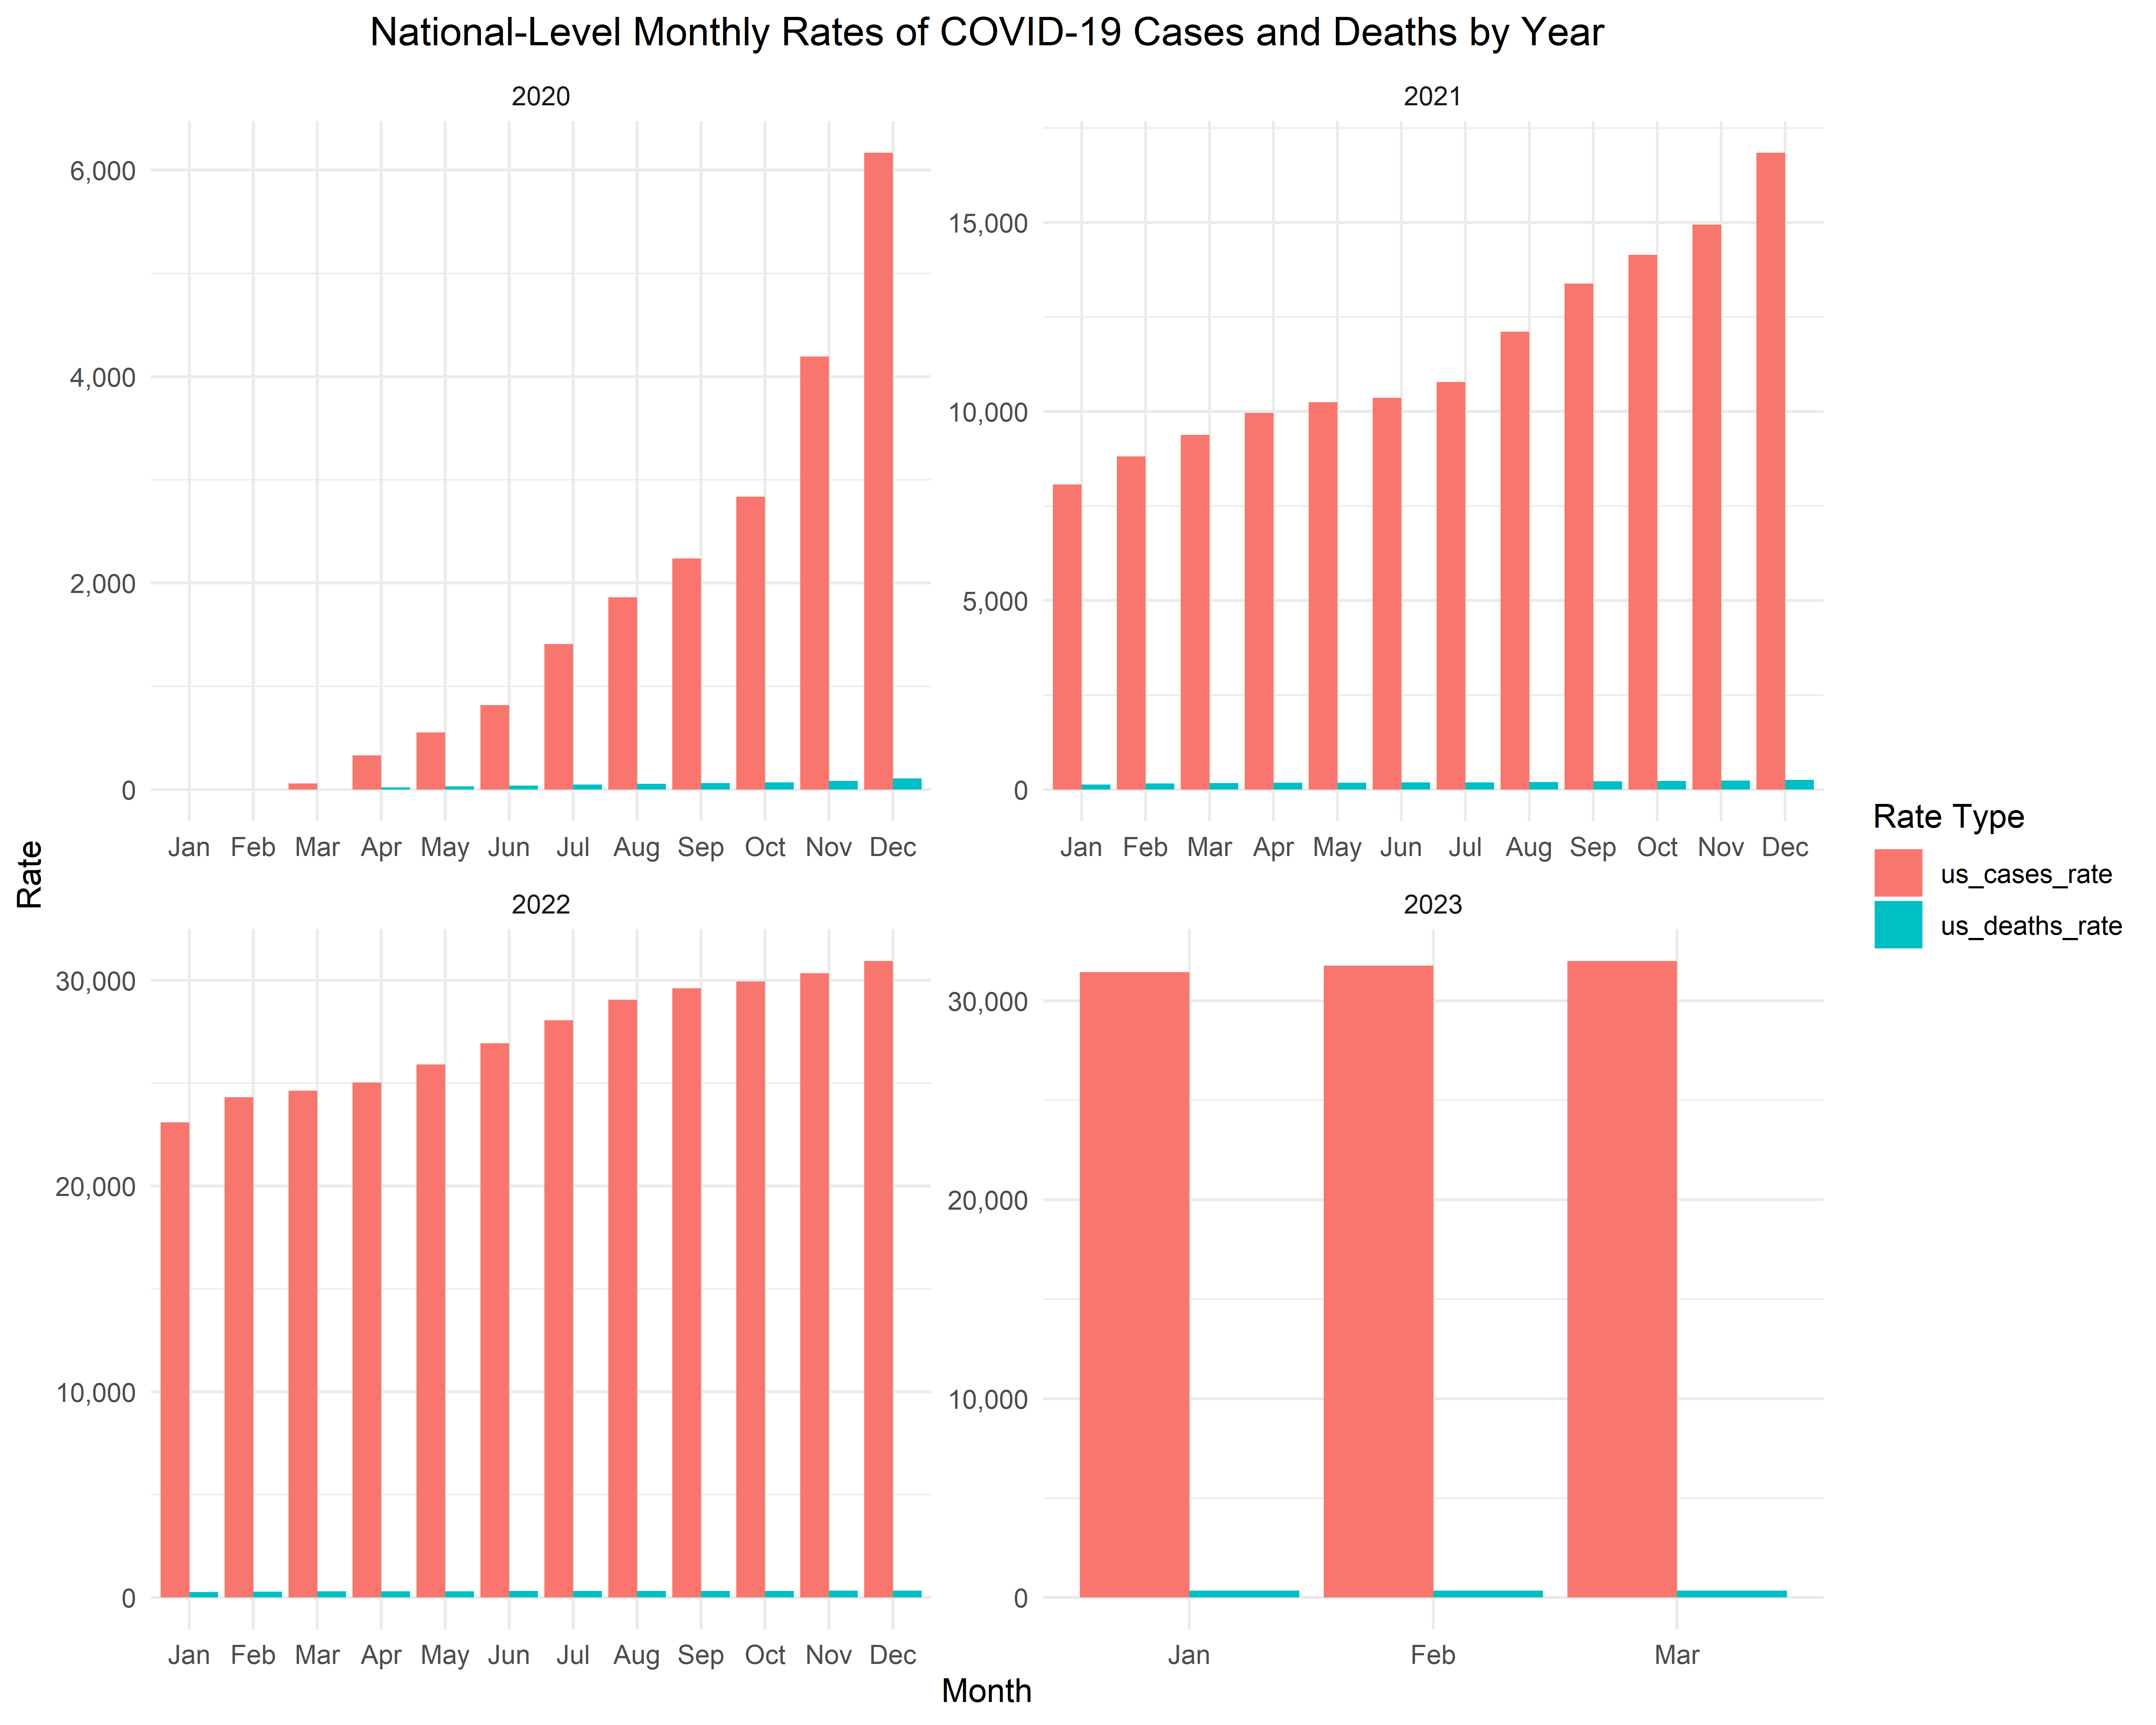 National-Level Monthly Rates of COVID-19 Cases and Deaths by Year
2020
6,000
4,000
2,000
0
Jan Feb Mar Apr May Jun Jul Aug Sep Oct Nov Dec
2021
15,000
10,000
5,000
0
Jan Feb Mar Apr May Jun Jul Aug Sep Oct Nov Dec
Rate
2022
30,000
20,000
10,000
0
Jan Feb Mar Apr May Jun Jul Aug Sep Oct Nov Dec
2023
30,000
20,000
10,000
0
Jan Feb Mar
Month
Rate Type
us_cases_rate
us_deaths_rate